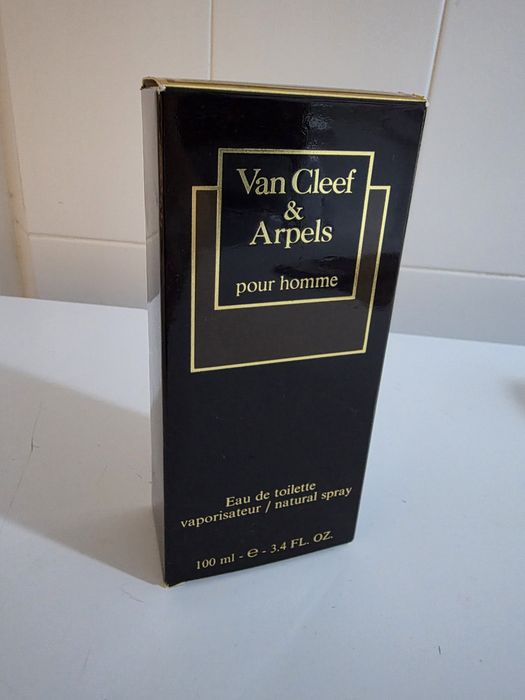 Van Cleef
&
Arpels
pour homme
Eau de toilette
vaporisateur / natural spray
100 ml - e - 3.4 FL. OZ.